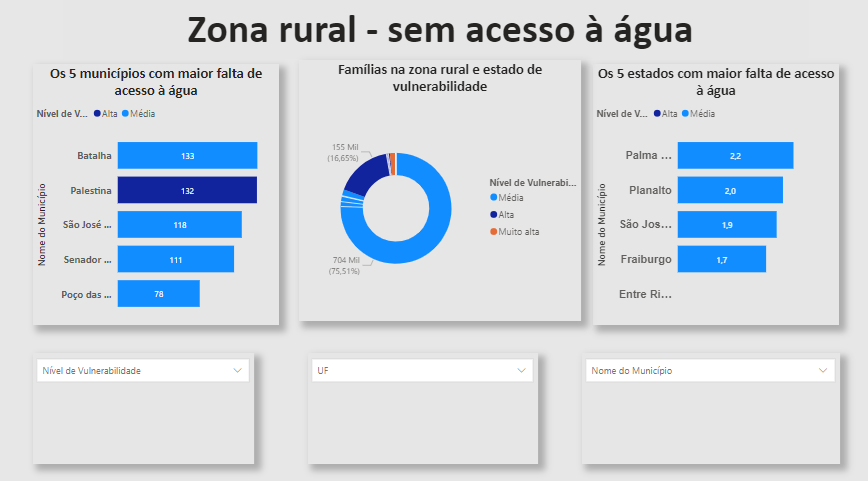 Zona rural - sem acesso à água
Os 5 municípios com maior falta de
acesso à água
Nível de V... Alta Média
Nome do Município
Batalha 133
Palestina 132
São José ... 118
Senador ... 111
Poço das ... 78
Famílias na zona rural e estado de
vulnerabilidade
155 Mil
(16,65%)
704 Mil
(75,51%)
Nível de Vulnerabi...
Média
Alta
Muito alta
Os 5 estados com maior falta de acesso
à água
Nível de V... Alta Média
Nome do Município
Palma ... 2,2
Planalto 2,0
São Jos... 1,9
Fraiburgo 1,7
Entre Ri...
Nível de Vulnerabilidade
UF
Nome do Município